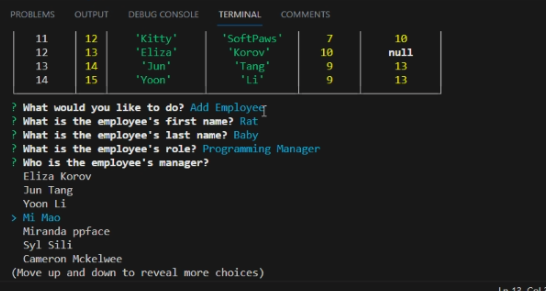 PROBLEMS OUTPUT DEBUG CONSOLE TERMINAL COMMENTS
11 12 'Kitty' 'SoftPaws' 7 10
12 13 'Eliza' 'Korov' 10 null
13 14 'Jun' 'Tang' 9 13
14 15 'Yoon' 'Li' 9 13
? What would you like to do? Add Employee
? What is the employee's first name? Rat
? What is the employee's last name? Baby
? What is the employee's role? Programming Manager
? Who is the employee's manager?
Eliza Korov
Jun Tang
Yoon Li
> Mi Mao
Miranda ppface
Syl Sili
Cameron Mckelwee
(Move up and down to reveal more choices)